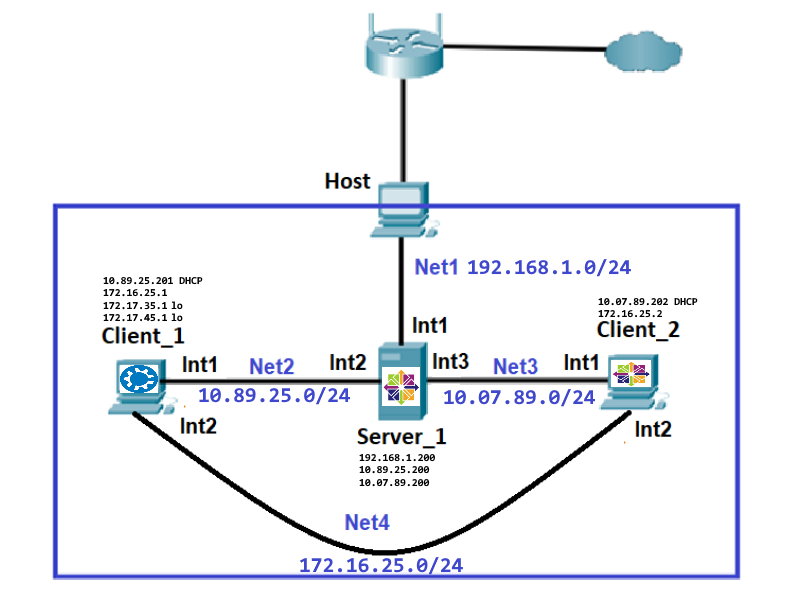 Host
Net1 192.168.1.0/24
10.89.25.201 DHCP
172.16.25.1
172.17.35.1 lo
172.17.45.1 lo
Client_1
10.07.89.202 DHCP
172.16.25.2
Client_2
Int1
Int1
Net2
Int2
Int3
Net3
Int1
10.89.25.0/24
10.07.89.0/24
Int2
Server_1
Int2
192.168.1.200
10.89.25.200
10.07.89.200
Net4
172.16.25.0/24